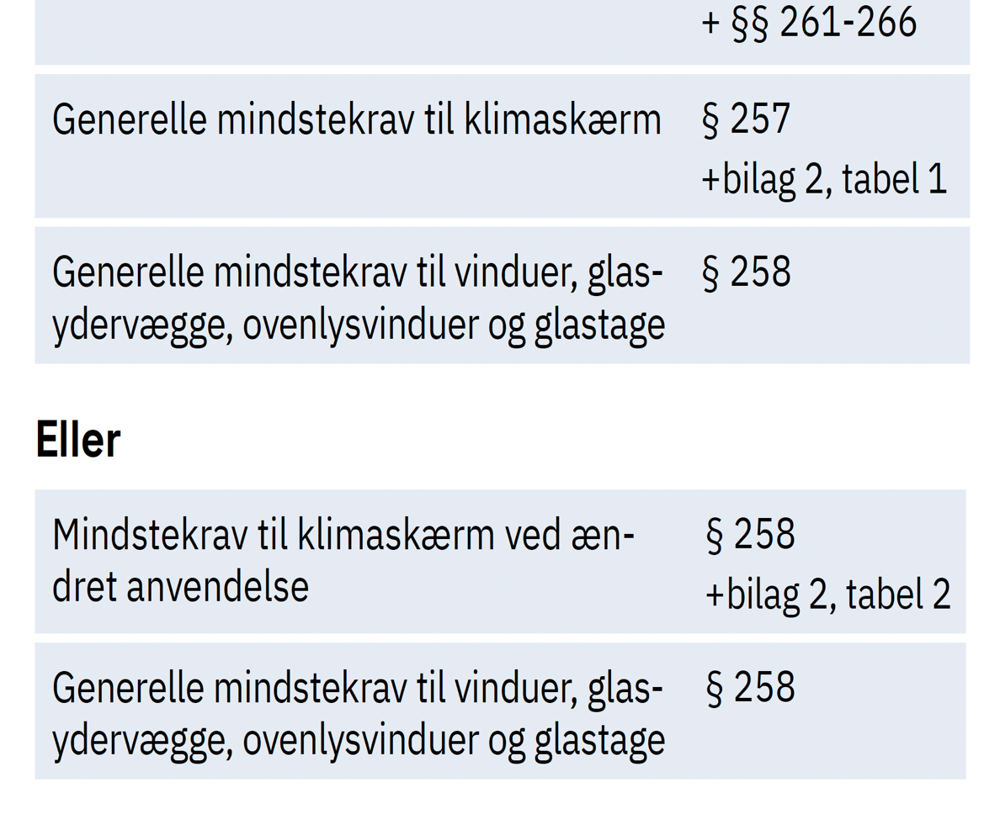 + §§ 261-266
Generelle mindstekrav til klimaskærm § 257
+bilag 2, tabel 1
Generelle mindstekrav til vinduer, glas- § 258
ydervægge, ovenlysvinduer og glastage
Eller
Mindstekrav til klimaskærm ved æn- § 258
dret anvendelse
+bilag 2, tabel 2
Generelle mindstekrav til vinduer, glas- § 258
ydervægge, ovenlysvinduer og glastage